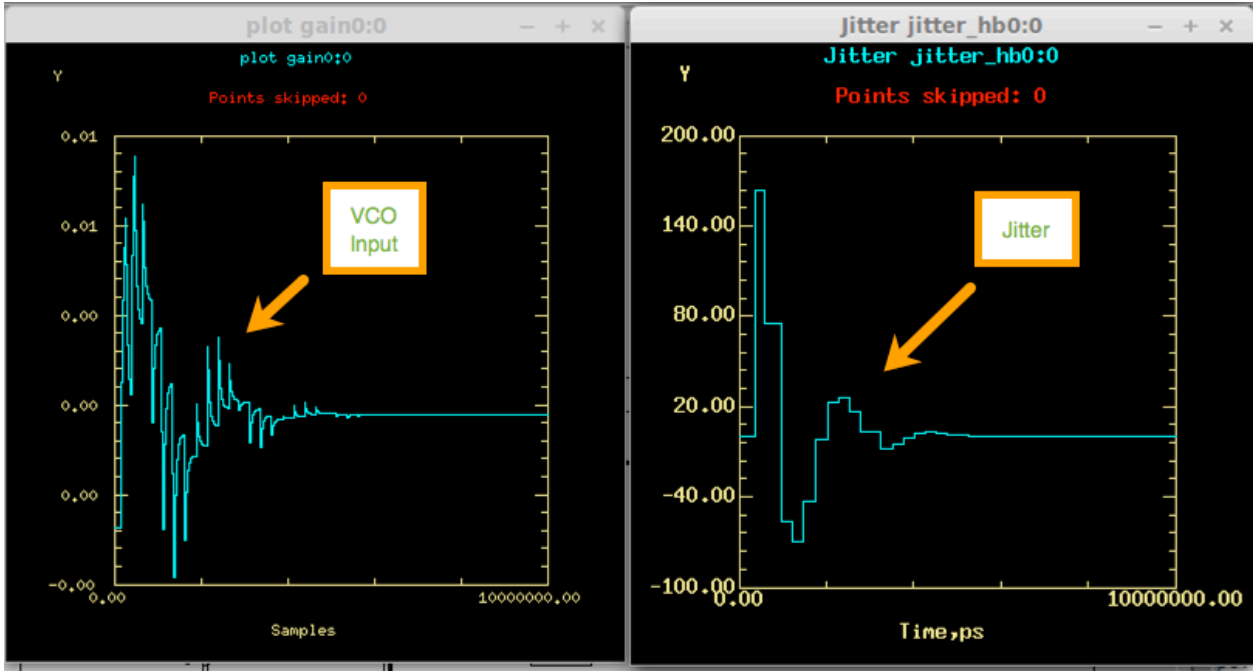 plot gain0:0
plot gain0:0
Y
Points skipped: 0
0.01
0.01
0.00
0.00
0.00
-0.00
0.00
10000000.00
Samples
VCO
Input
Jitter jitter_hb0:0
Jitter jitter_hb0:0
Y
Points skipped: 0
200.00
140.00
80.00
20.00
-40.00
-100.00
0.00
10000000.00
Time,ps
Jitter